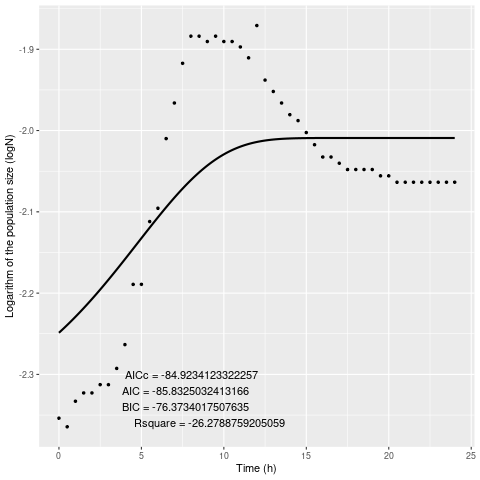 -1.9
-2.0
-2.1
-2.2
-2.3
Logarithm of the population size (logN)
AICc = -84.9234123322257
AIC = -85.8325032413166
BIC = -76.3734017507635
Rsquare = -26.2788759205059
0 5 10 15 20 25
Time (h)